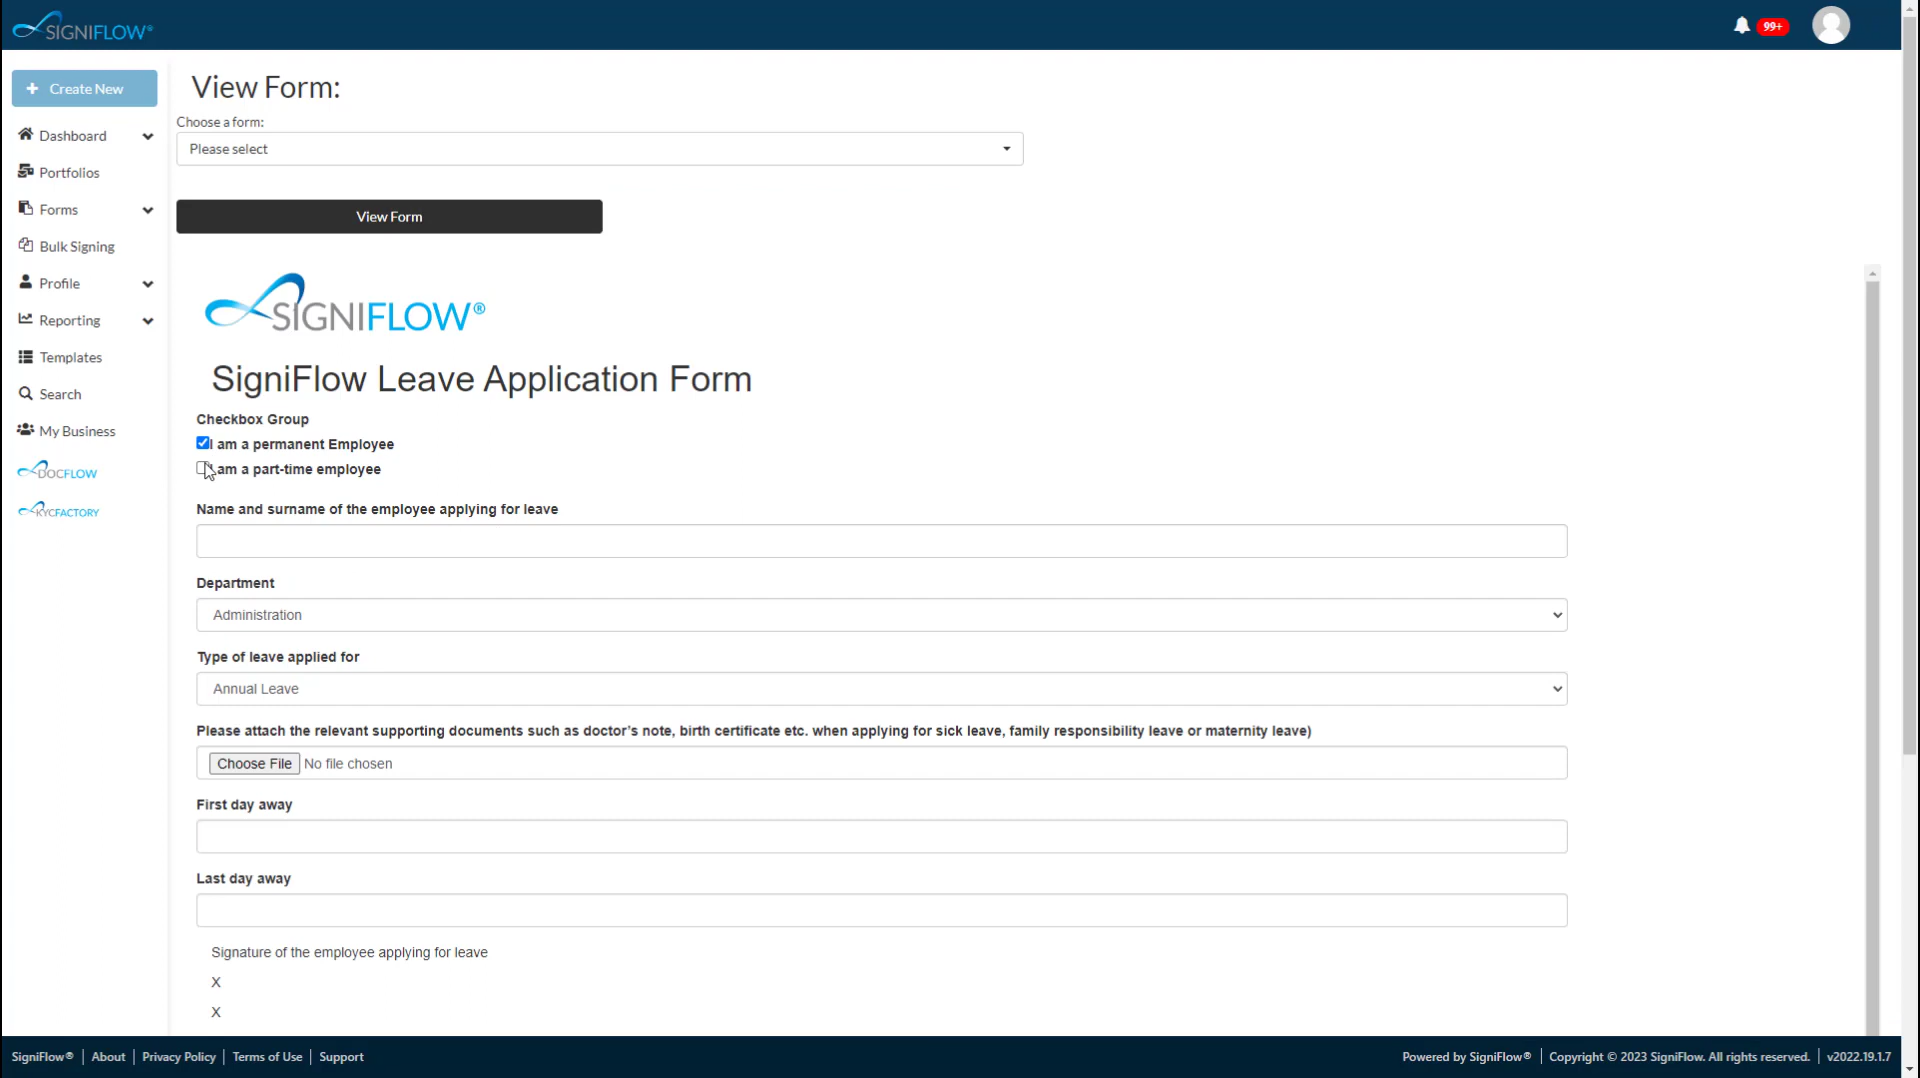 SIGNIFLOW®
99+
Create New
Dashboard
Portfolios
Forms
Bulk Signing
Profile
Reporting
Templates
Search
My Business
DOCFLOW
KYCFACTORY
View Form:
Choose a form:
Please select
View Form
SIGNIFLOW®
SigniFlow Leave Application Form
Checkbox Group
I am a permanent Employee
am a part-time employee
Name and surname of the employee applying for leave
Department
Administration
Type of leave applied for
Annual Leave
Please attach the relevant supporting documents such as doctor's note, birth certificate etc. when applying for sick leave, family responsibility leave or maternity leave)
Choose File No file chosen
First day away
Last day away
Signature of the employee applying for leave
X
X
SigniFlow® | About | Privacy Policy | Terms of Use | Support
Powered by SigniFlow® | Copyright © 2023 SigniFlow. All rights reserved. | v2022.19.1.7